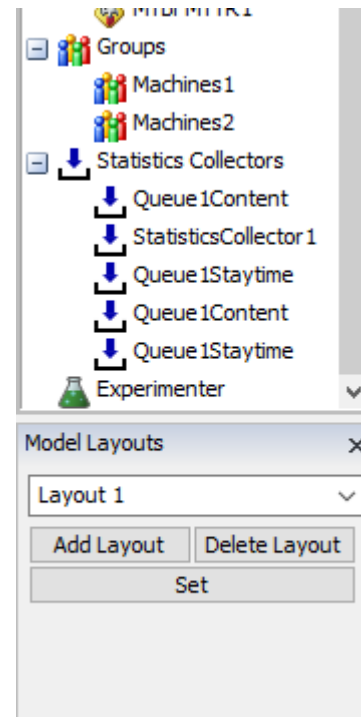 MTBFMTTR1
Groups
Machines1
Machines2
Statistics Collectors
Queue1Content
StatisticsCollector1
Queue1Staytime
Queue1Content
Queue1Staytime
Experimenter
Model Layouts
Layout 1
Add Layout Delete Layout
Set